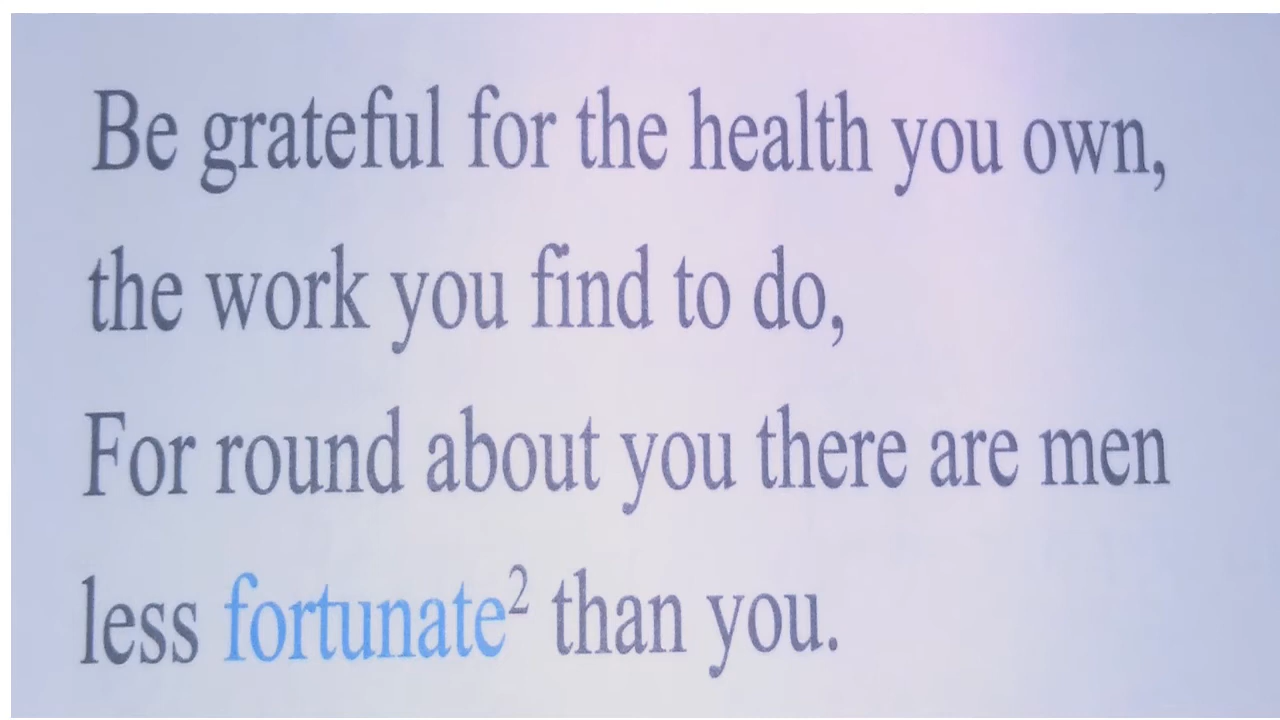 Be grateful for the health you own,
the work you find to do,
For round about you there are men
less fortunate² than you.